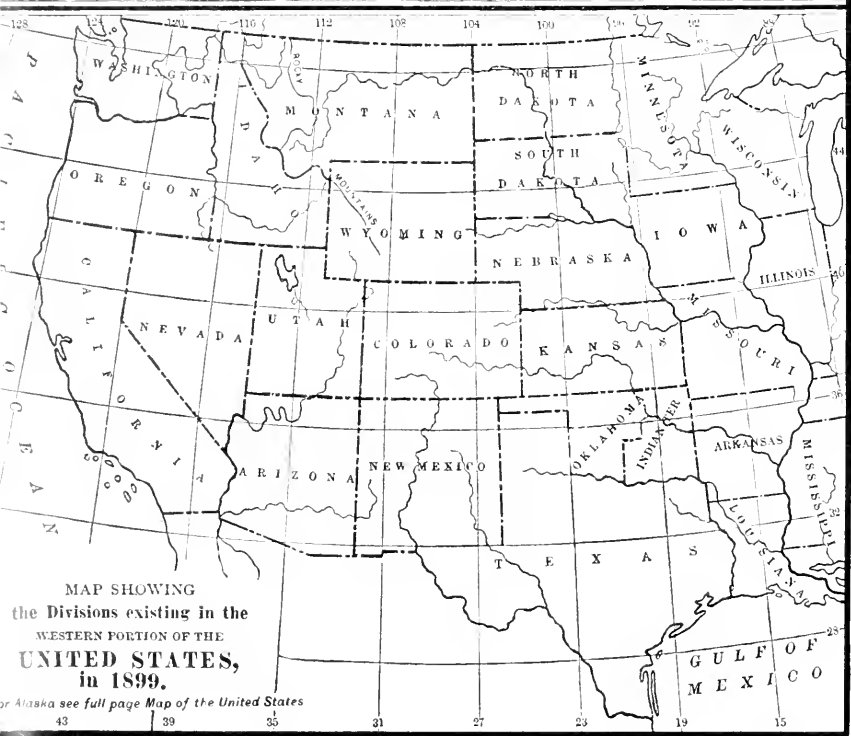 128 124 120 116 112 108 104 100 96 92 88
WASHINGTON
ROCKY
MONTANA
IDAHO
NORTH
DAKOTA
MINNUSOTA
WISCONSIN
44
SOUTH
DAKOTA
OREGON
MOUNTAINS
WYOMING
IOWA
NEBRASKA
ILLINOIS
40
PACIFIC OCEAN
CALIFORNIA
NEVADA
UTAH
COLORADO
KANSAS
MISSOURI
36
OKLAHOMA
INDIAN TER
ARKANSAS
ARIZONA
NEW MEXICO
MISSISSIPPI
32
LOUISIANA
TEXAS
MAP SHOWING
the Divisions existing in the
WESTERN PORTION OF THE
UNITED STATES,
in 1899.
or Alaska see full page Map of the United States
28
GULF OF
MEXICO
43 39 35 31 27 23 19 15